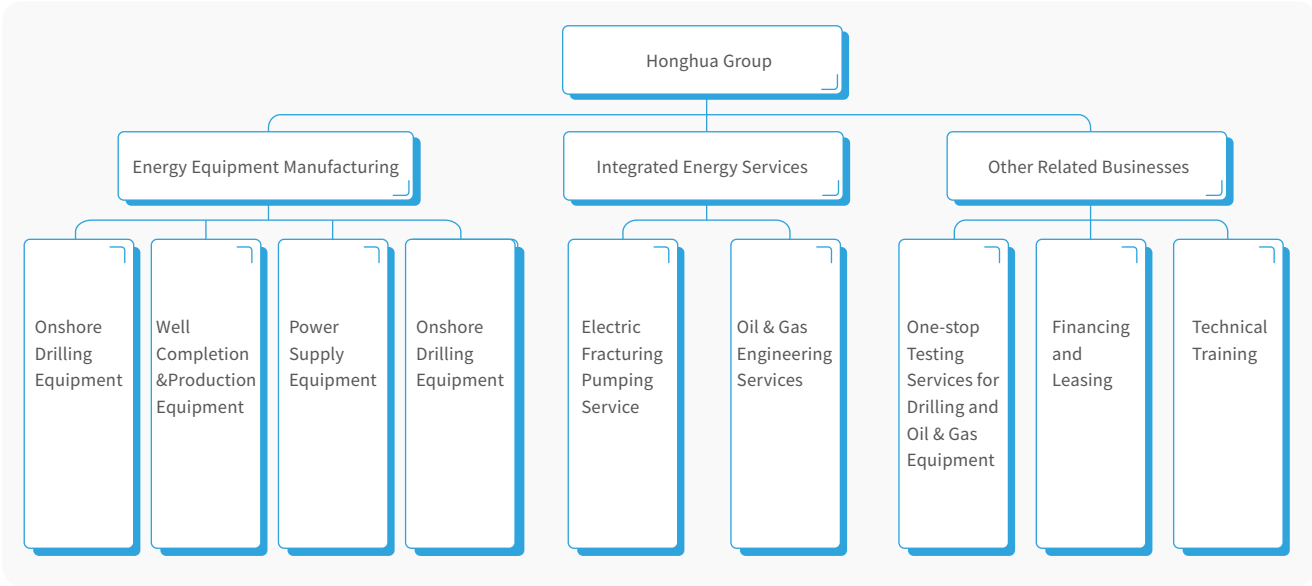 Honghua Group
Energy Equipment Manufacturing
Integrated Energy Services
Other Related Businesses
Onshore
Drilling
Equipment
Well
Completion
&Production
Equipment
Power
Supply
Equipment
Onshore
Drilling
Equipment
Electric
Fracturing
Pumping
Service
Oil & Gas
Engineering
Services
One-stop
Testing
Services for
Drilling and
Oil & Gas
Equipment
Financing
and
Leasing
Technical
Training